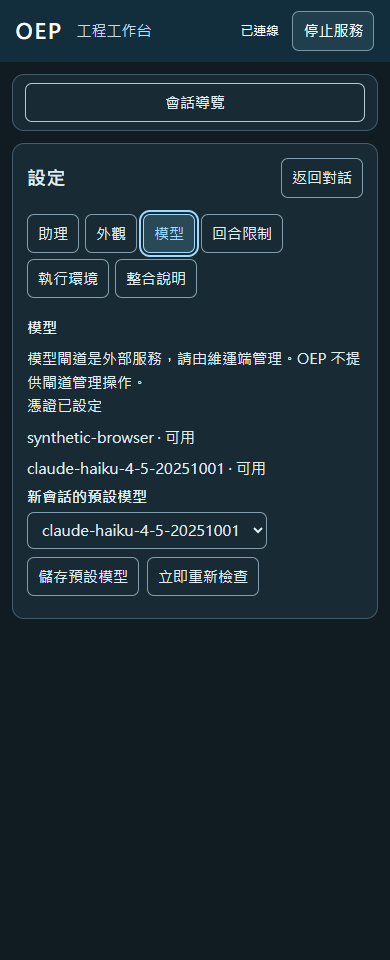 OEP 工程工作台 已連線 停止服務
會話導覽
設定 返回對話
助理 外觀 模型 回合限制
執行環境 整合說明
模型
模型閘道是外部服務，請由維運端管理。OEP 不提
供閘道管理操作。
憑證已設定
synthetic-browser · 可用
claude-haiku-4-5-20251001 · 可用
新會話的預設模型
claude-haiku-4-5-20251001
儲存預設模型 立即重新檢查